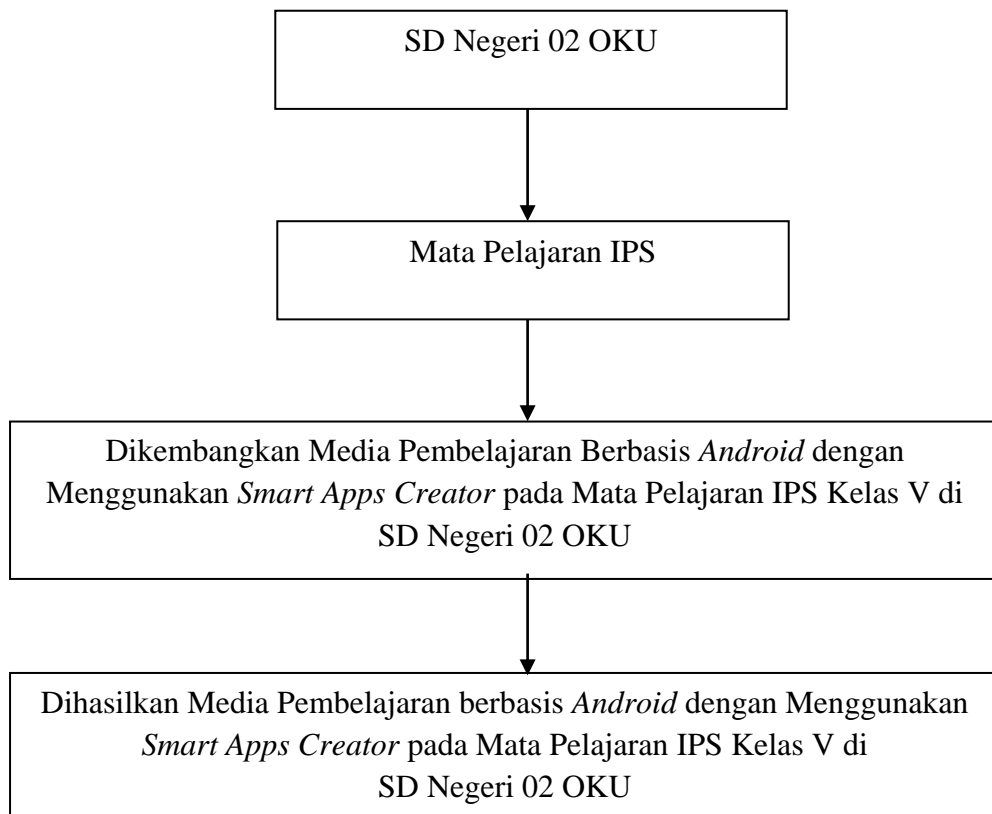 SD Negeri 02 OKU
Mata Pelajaran IPS
Dikembangkan Media Pembelajaran Berbasis Android dengan
Menggunakan Smart Apps Creator pada Mata Pelajaran IPS Kelas V di
SD Negeri 02 OKU
Dihasilkan Media Pembelajaran berbasis Android dengan Menggunakan
Smart Apps Creator pada Mata Pelajaran IPS Kelas V di
SD Negeri 02 OKU